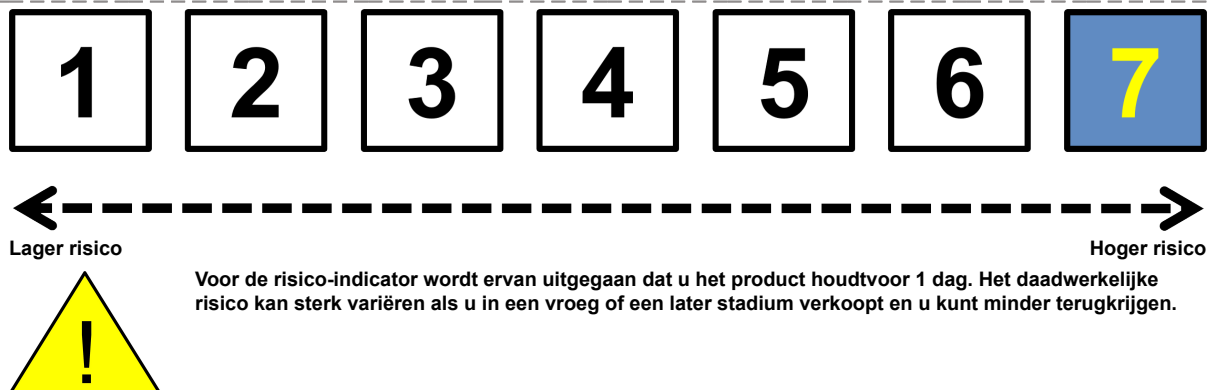 1 2 3 4 5 6 7
Lager risico Hoger risico
Voor de risico-indicator wordt ervan uitgegaan dat u het product houdtvoor 1 dag. Het daadwerkelijke
risico kan sterk variëren als u in een vroeg of een later stadium verkoopt en u kunt minder terugkrijgen.
!